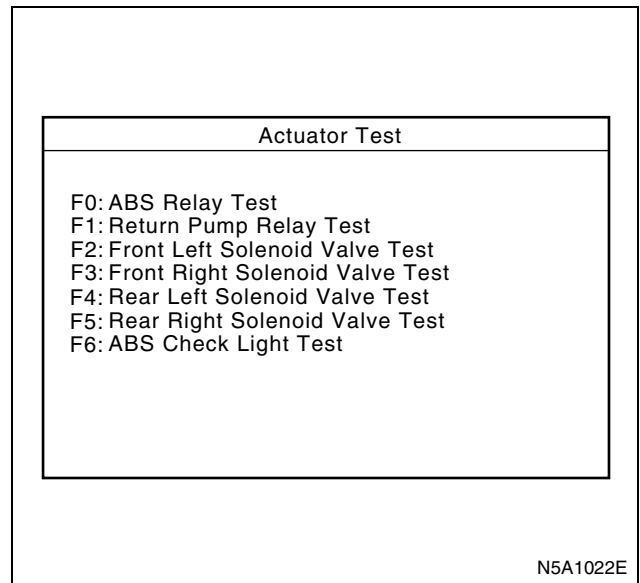 Actuator Test
F0: ABS Relay Test
F1: Return Pump Relay Test
F2: Front Left Solenoid Valve Test
F3: Front Right Solenoid Valve Test
F4: Rear Left Solenoid Valve Test
F5: Rear Right Solenoid Valve Test
F6: ABS Check Light Test
N5A1022E